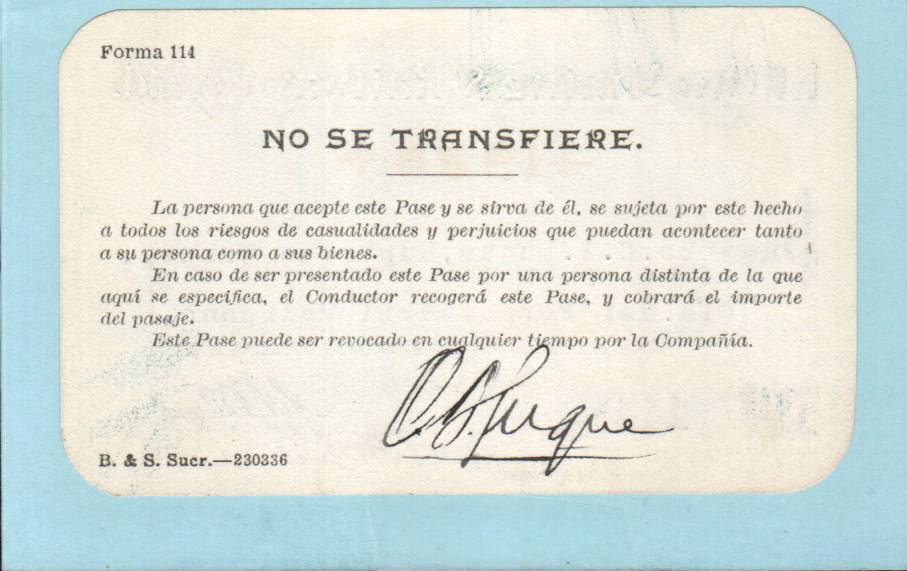 Forma 114
NO SE TRANSFIERE.
La persona que acepte este Pase y se sirva de él, se sujeta por este hecho
a todos los riesgos de casualidades y perjuicios que puedan acontecer tanto
a su persona como a sus bienes.
En caso de ser presentado este Pase por una persona distinta de la que
aquí se especifica, el Conductor recogerá este Pase, y cobrará el importe
del pasaje.
Este Pase puede ser revocado en cualquier tiempo por la Compañía.
B. & S. Sucr.—230336